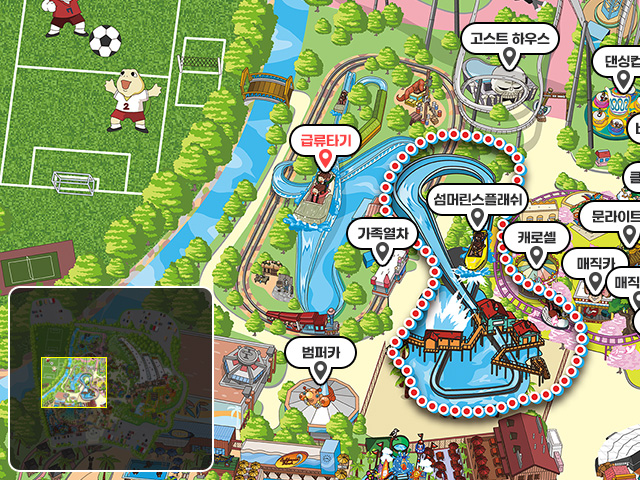 고스트 하우스
댄싱컵
급류타기
섬머린스플래쉬
가족열차
캐로셀
문라이트
매직카
매직
범퍼카
2